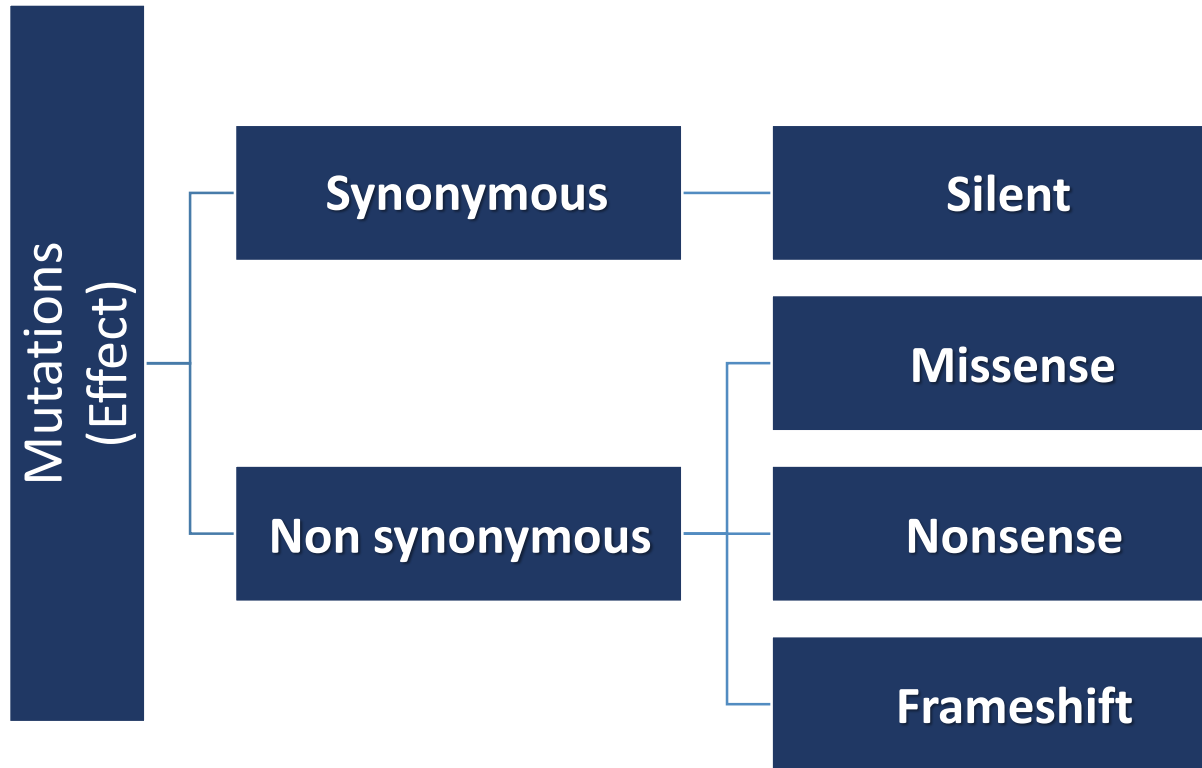 Mutations
(Effect)
Synonymous
Silent
Missense
Non synonymous
Nonsense
Frameshift